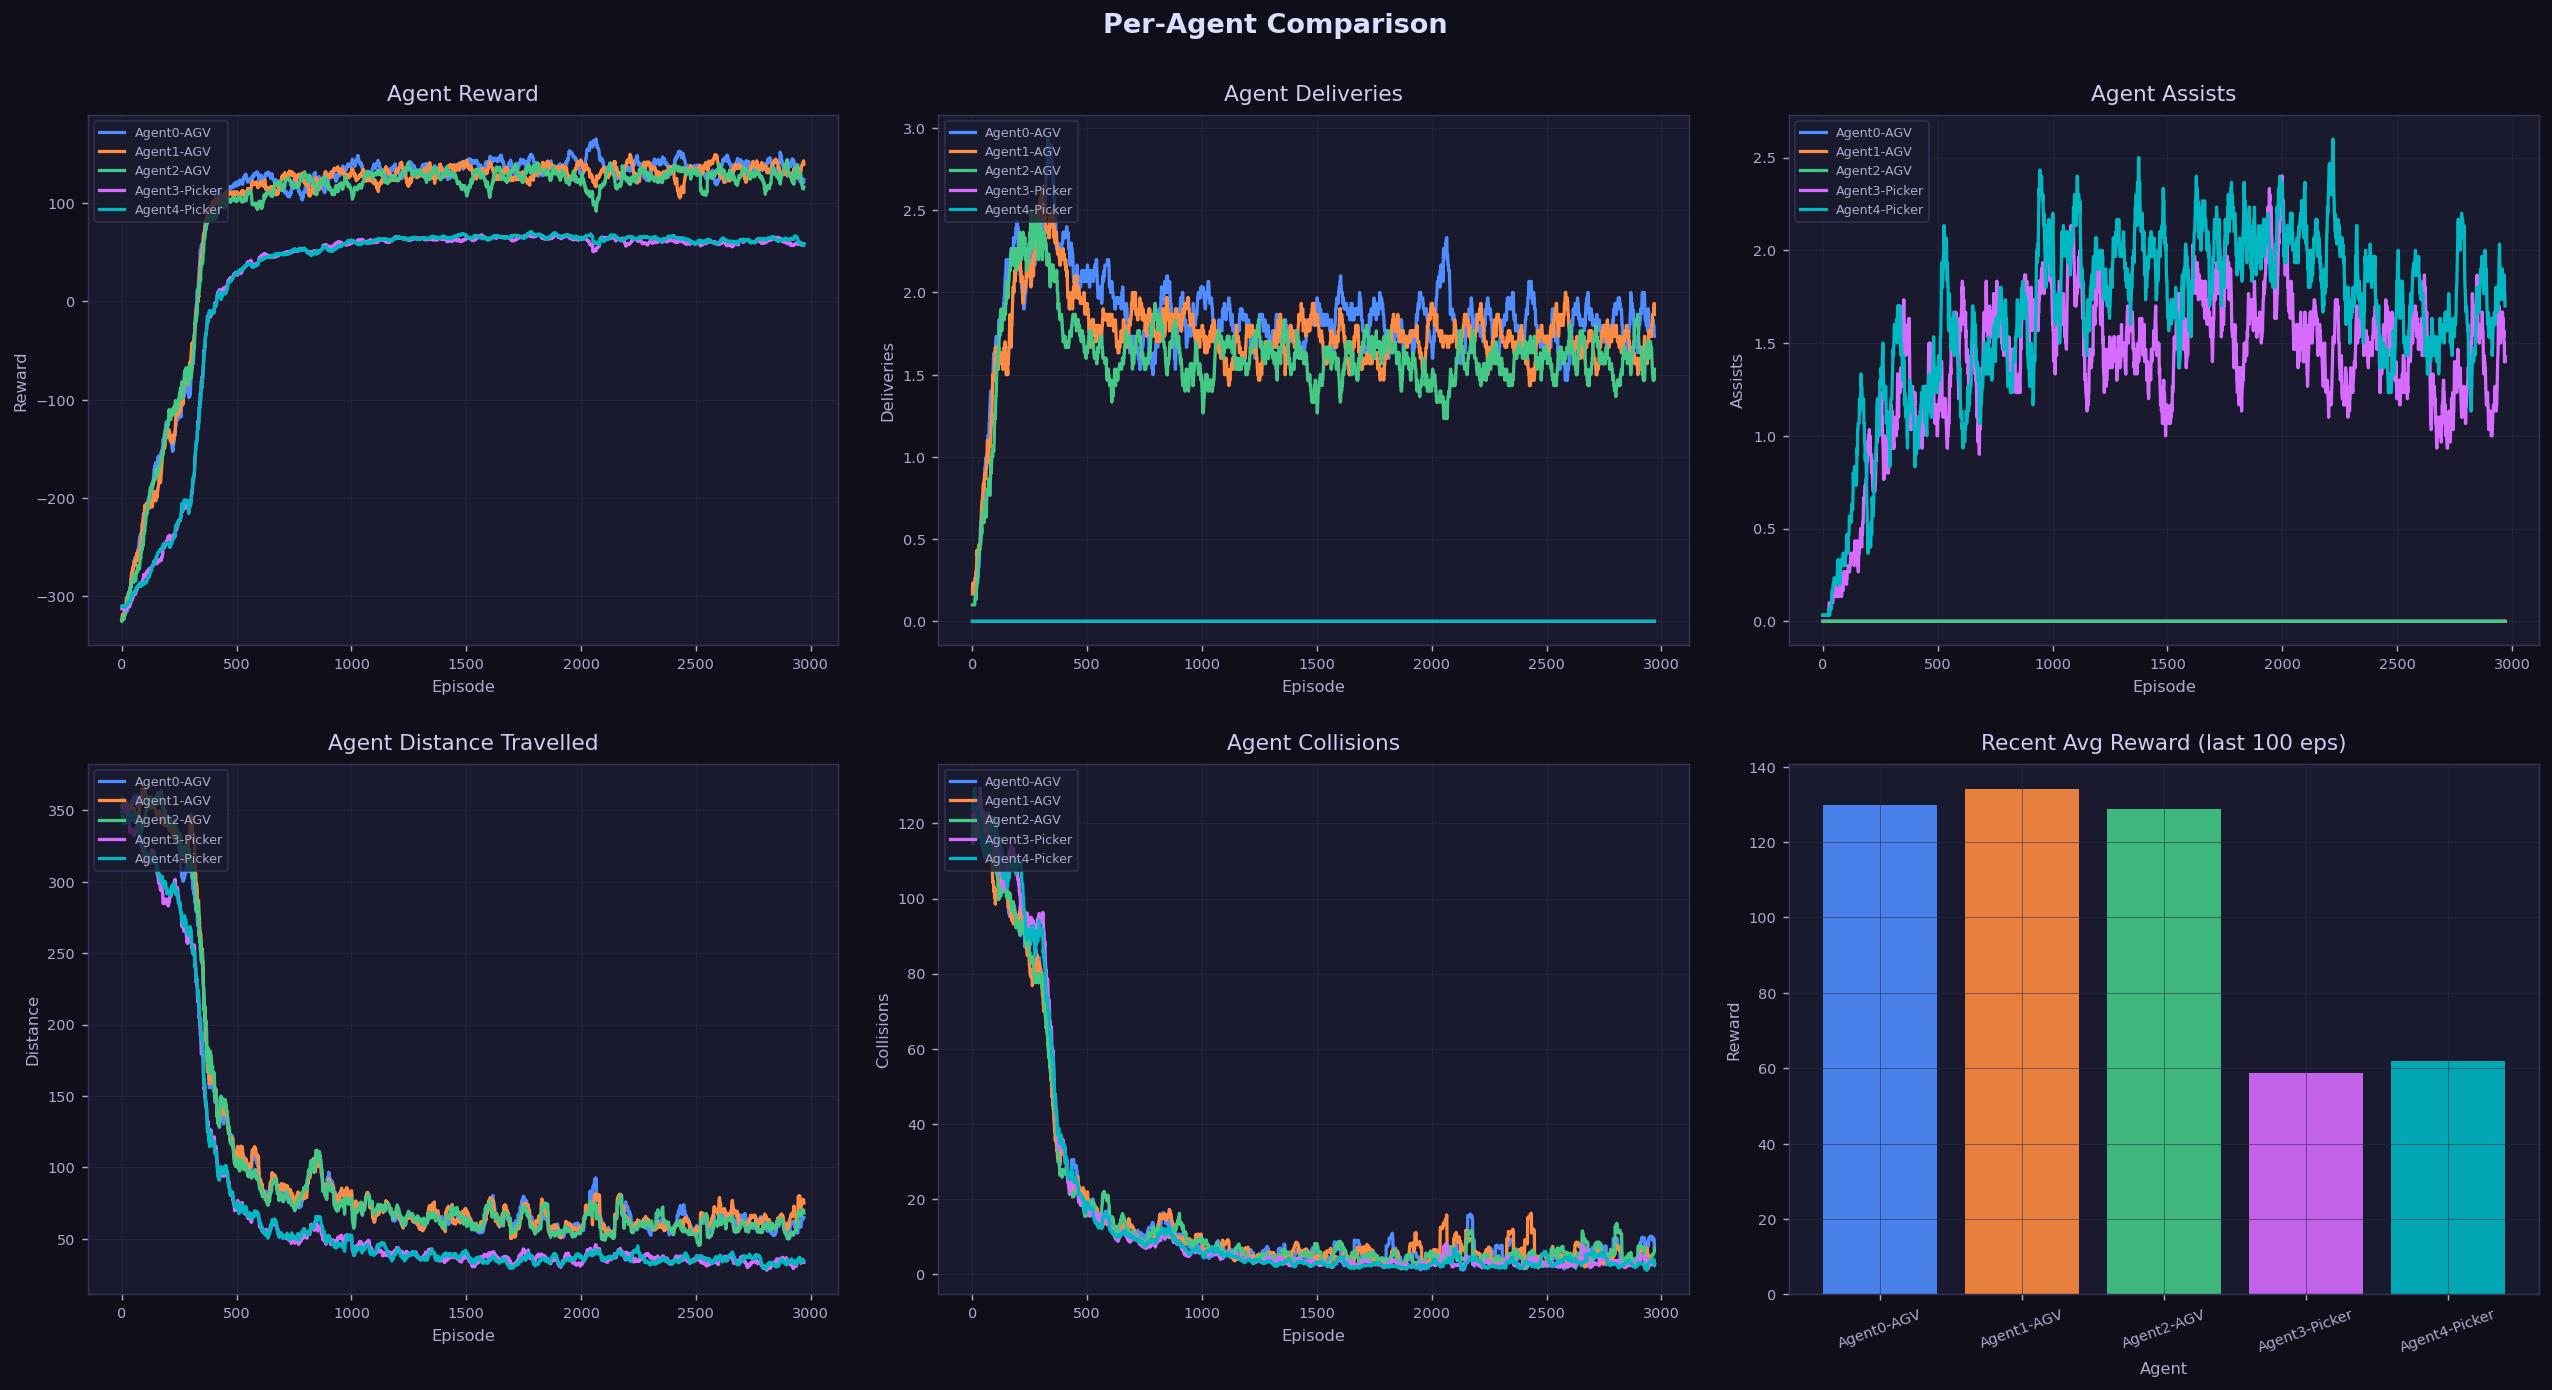 Per-Agent Comparison
Agent Reward
Agent0-AGV
Agent1-AGV
Agent2-AGV
Agent3-Picker
Agent4-Picker
Reward
100
0
−100
−200
−300
0 500 1000 1500 2000 2500 3000
Episode
Agent Deliveries
Agent0-AGV
Agent1-AGV
Agent2-AGV
Agent3-Picker
Agent4-Picker
Deliveries
3.0
2.5
2.0
1.5
1.0
0.5
0.0
0 500 1000 1500 2000 2500 3000
Episode
Agent Assists
Agent0-AGV
Agent1-AGV
Agent2-AGV
Agent3-Picker
Agent4-Picker
Assists
2.5
2.0
1.5
1.0
0.5
0.0
0 500 1000 1500 2000 2500 3000
Episode
Agent Distance Travelled
Agent0-AGV
Agent1-AGV
Agent2-AGV
Agent3-Picker
Agent4-Picker
Distance
350
300
250
200
150
100
50
0 500 1000 1500 2000 2500 3000
Episode
Agent Collisions
Agent0-AGV
Agent1-AGV
Agent2-AGV
Agent3-Picker
Agent4-Picker
Collisions
120
100
80
60
40
20
0
0 500 1000 1500 2000 2500 3000
Episode
Recent Avg Reward (last 100 eps)
Reward
140
120
100
80
60
40
20
0
Agent0-AGV Agent1-AGV Agent2-AGV Agent3-Picker Agent4-Picker
Agent